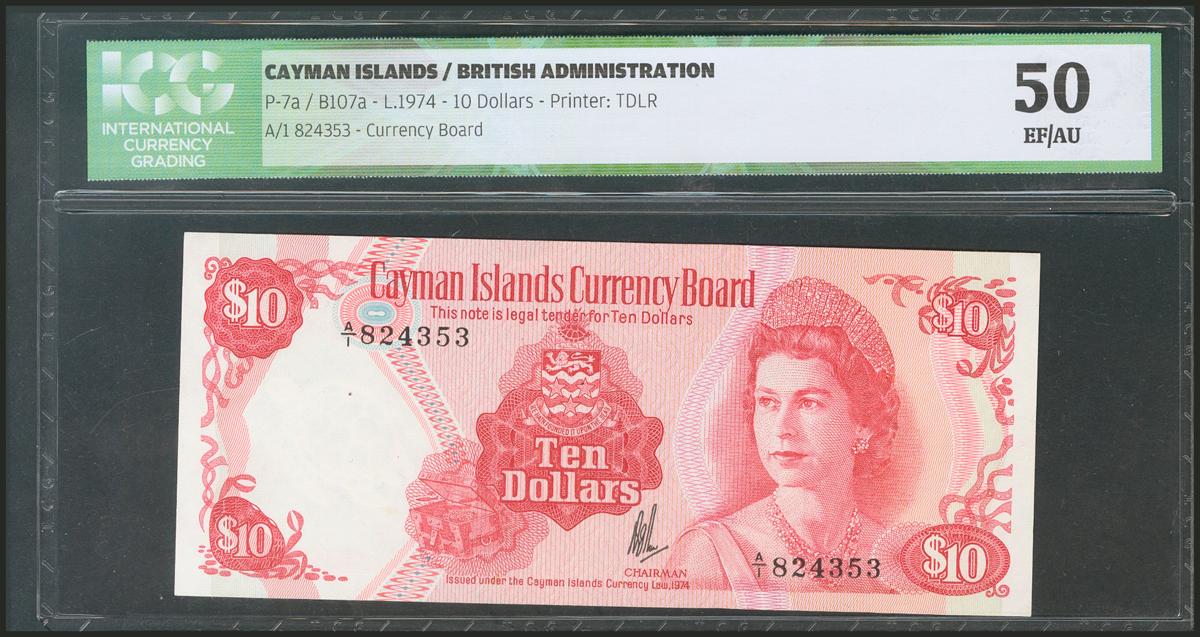 ICG
INTERNATIONAL
CURRENCY
GRADING
CAYMAN ISLANDS / BRITISH ADMINISTRATION
P-7a / B107a - L.1974 - 10 Dollars - Printer: TDLR
A/1 824353 - Currency Board
50
EF/AU
Cayman Islands Currency Board
This note is legal tender for Ten Dollars
$10
$10
A/1 824353
Ten
Dollars
$10
CHAIRMAN
A/1 824353
$10
Issued under the Cayman Islands Currency Law, 1974